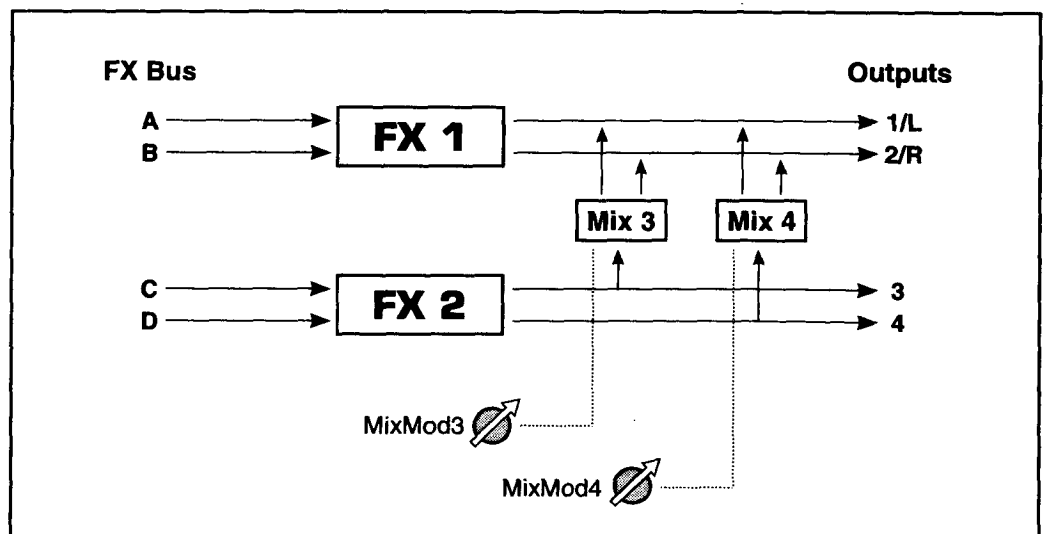 FX Bus Outputs
A FX 1 1/L
B 2/R
Mix 3 Mix 4
C FX 2 3
D 4
MixMod3
MixMod4